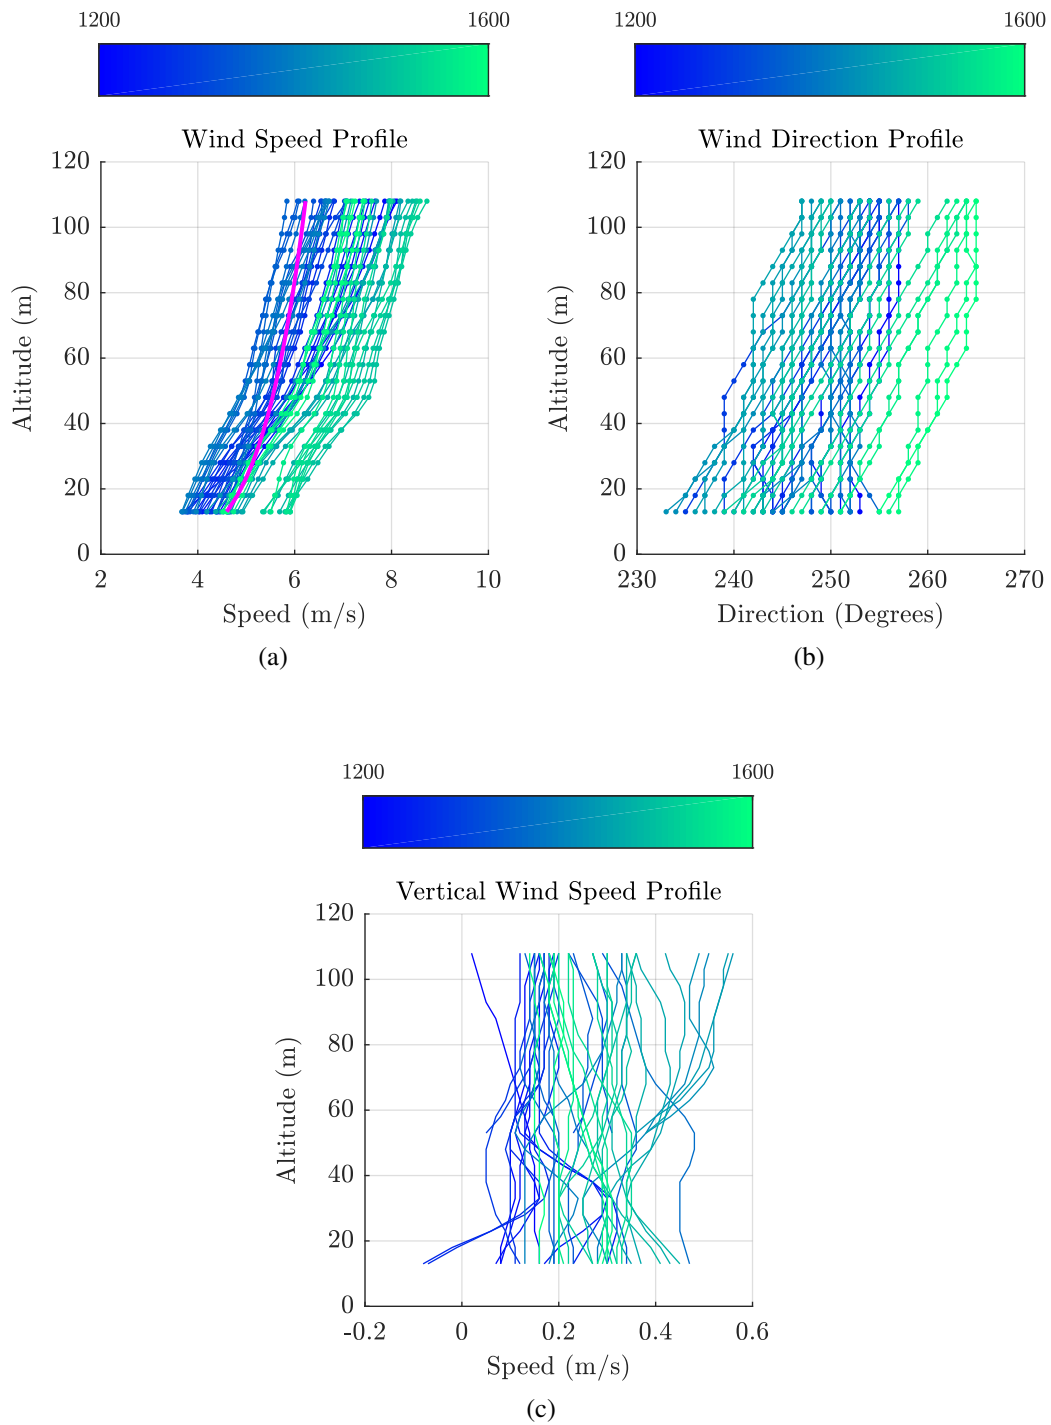 1200 1600 1200 1600
Wind Speed Profile Wind Direction Profile
120 120
100 100
80 80
60 60
40 40
20 20
0 0
2 4 6 8 10 230 240 250 260 270
Altitude (m) Altitude (m)
Speed (m/s) Direction (Degrees)
(a) (b)
1200 1600
Vertical Wind Speed Profile
120
100
80
60
40
20
0
-0.2 0 0.2 0.4 0.6
Altitude (m)
Speed (m/s)
(c)